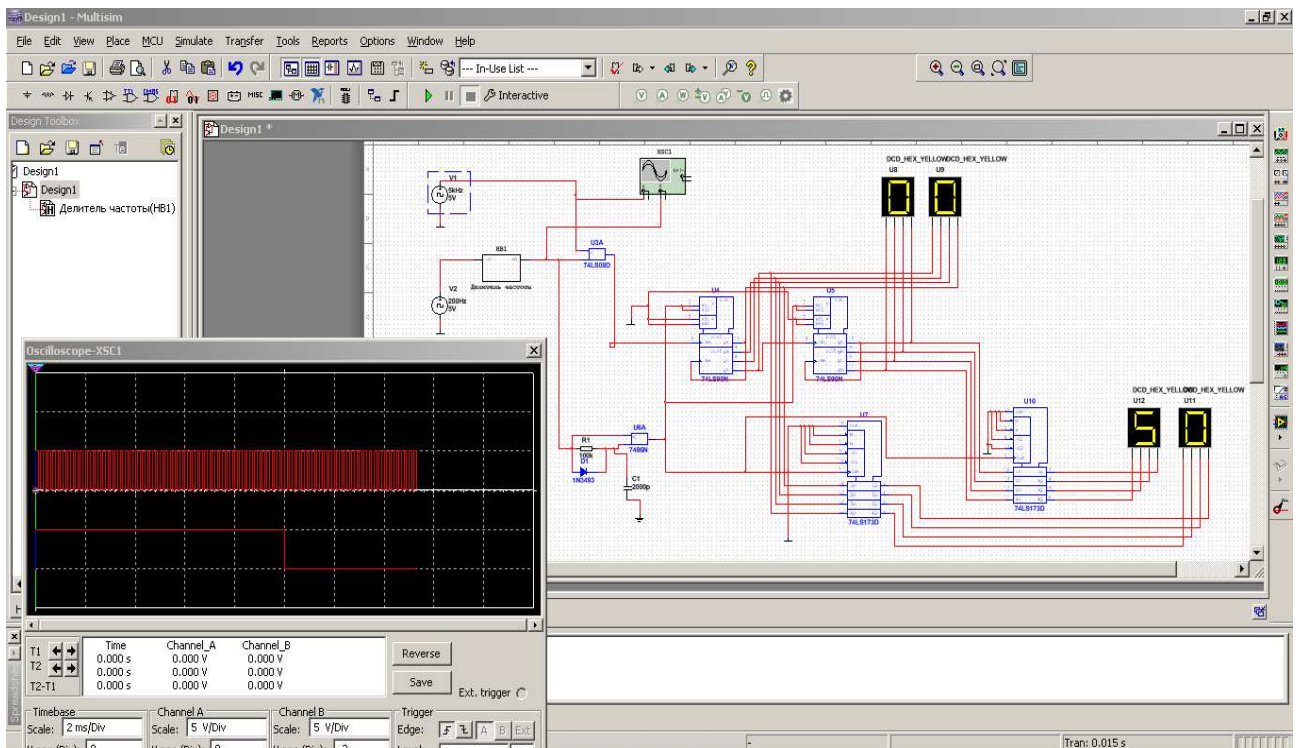 Design1 - Multisim
File Edit View Place MCU Simulate Transfer Tools Reports Options Window Help
--- In-Use List ---
MISC Interactive
Design Toolbox
Design1 *
Design1
Design1
Делитель частоты(HB1)
XSC1
DCD_HEX_YELLOW DCD_HEX_YELLOW
U8 U9
V1
5kHz
5V
U3A
74LS08D
HB1
Делитель частоты
V2
200Hz
5V
U4 U5
74LS90N 74LS90N
DCD_HEX_YELLOW
U12 U11
50
U10
U7
U6A
7486N
R1
100k
D1
1N3493
C1
2000p
74LS173D
74LS173D
Oscilloscope-XSC1
T1
T2
T2-T1
Time Channel_A Channel_B
0.000 s 0.000 V 0.000 V
0.000 s 0.000 V 0.000 V
0.000 s 0.000 V 0.000 V
Reverse
Save
Ext. trigger
Timebase
Scale: 2 ms/Div
Channel A
Scale: 5 V/Div
Channel B
Scale: 5 V/Div
Trigger
Edge: A B Ext
Tran: 0.015 s